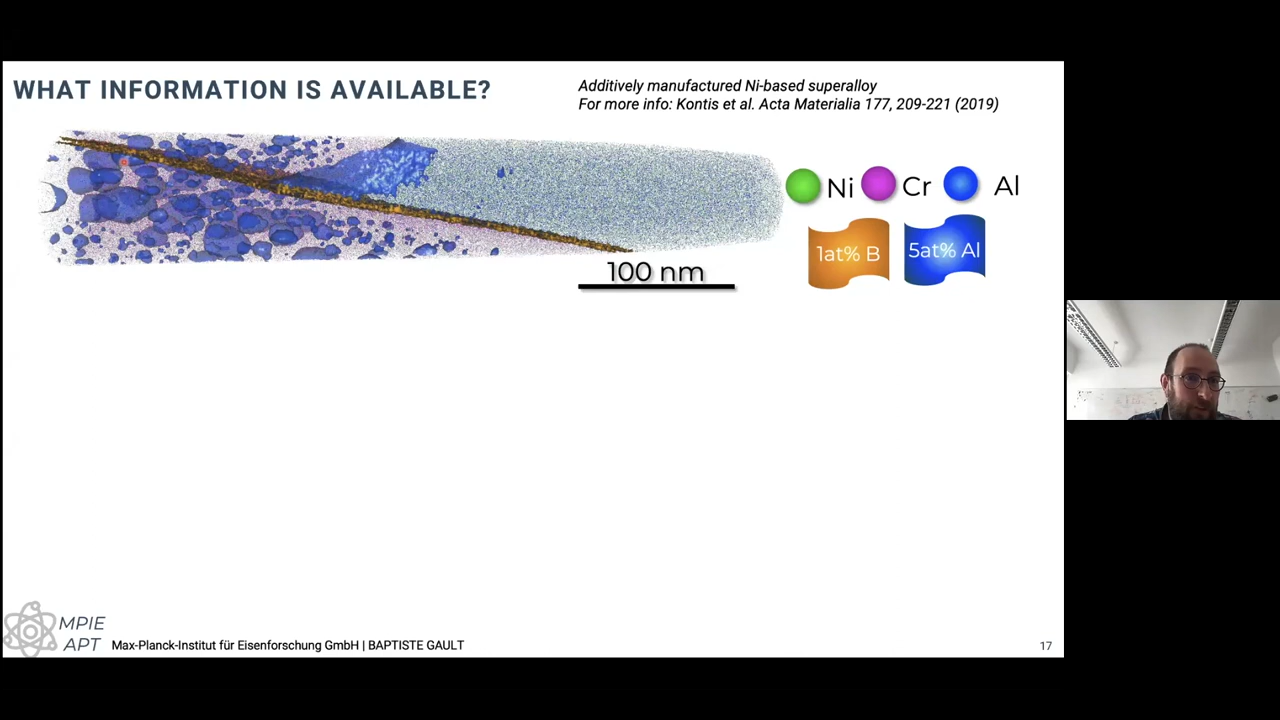 WHAT INFORMATION IS AVAILABLE?
Additively manufactured Ni-based superalloy
For more info: Kontis et al. Acta Materialia 177, 209-221 (2019)
Ni
Cr
Al
1at% B
5at% Al
100 nm
MPIE
APT
Max-Planck-Institut für Eisenforschung GmbH | BAPTISTE GAULT
17